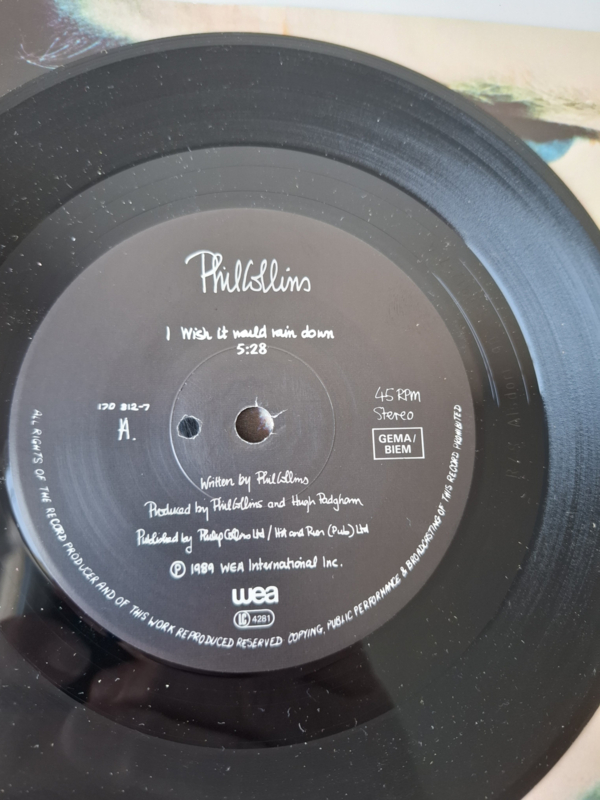 Phil Collins
I Wish it would rain down
5:28
170 812-7
A.
45 RPM
Stereo
GEMA/
BIEM
Written by Phil Collins
Produced by Phil Collins and Hugh Padgham
Published by Philip Collins Ltd / Hit and Run (Pub) Ltd
℗ 1989 WEA International Inc.
wea
LC 4281
ALL RIGHTS OF THE RECORD PRODUCER AND OF THIS WORK REPRODUCED RESERVED COPYING, PUBLIC PERFORMANCE & BROADCASTING OF THIS RECORD PROHIBITED